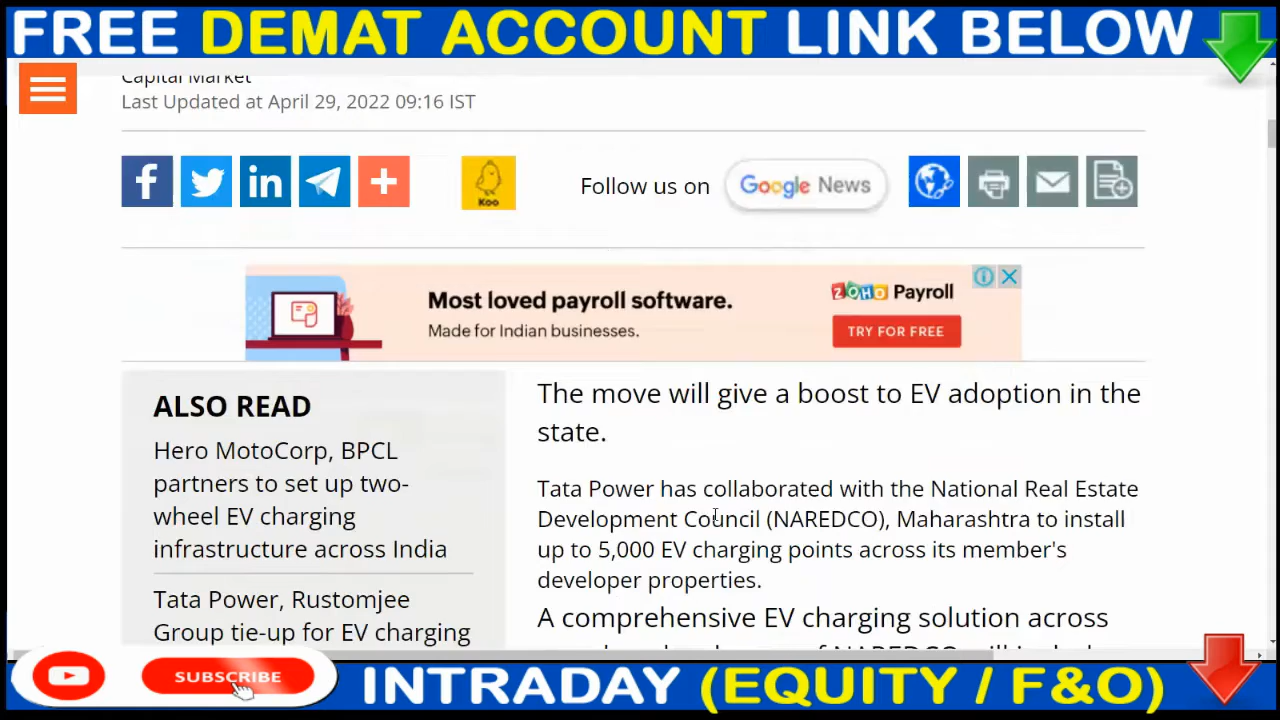 FREE DEMAT ACCOUNT LINK BELOW
Capital Market
Last Updated at April 29, 2022 09:16 IST
f
in
+
Koo
Follow us on
Google News
Most loved payroll software.
Made for Indian businesses.
ZOHO Payroll
TRY FOR FREE
ALSO READ
Hero MotoCorp, BPCL
partners to set up two-
wheel EV charging
infrastructure across India
Tata Power, Rustomjee
Group tie-up for EV charging
The move will give a boost to EV adoption in the
state.
Tata Power has collaborated with the National Real Estate
Development Council (NAREDCO), Maharashtra to install
up to 5,000 EV charging points across its member's
developer properties.
A comprehensive EV charging solution across
of NAREDCO will
SUBSCRIBE
INTRADAY (EQUITY / F&O)